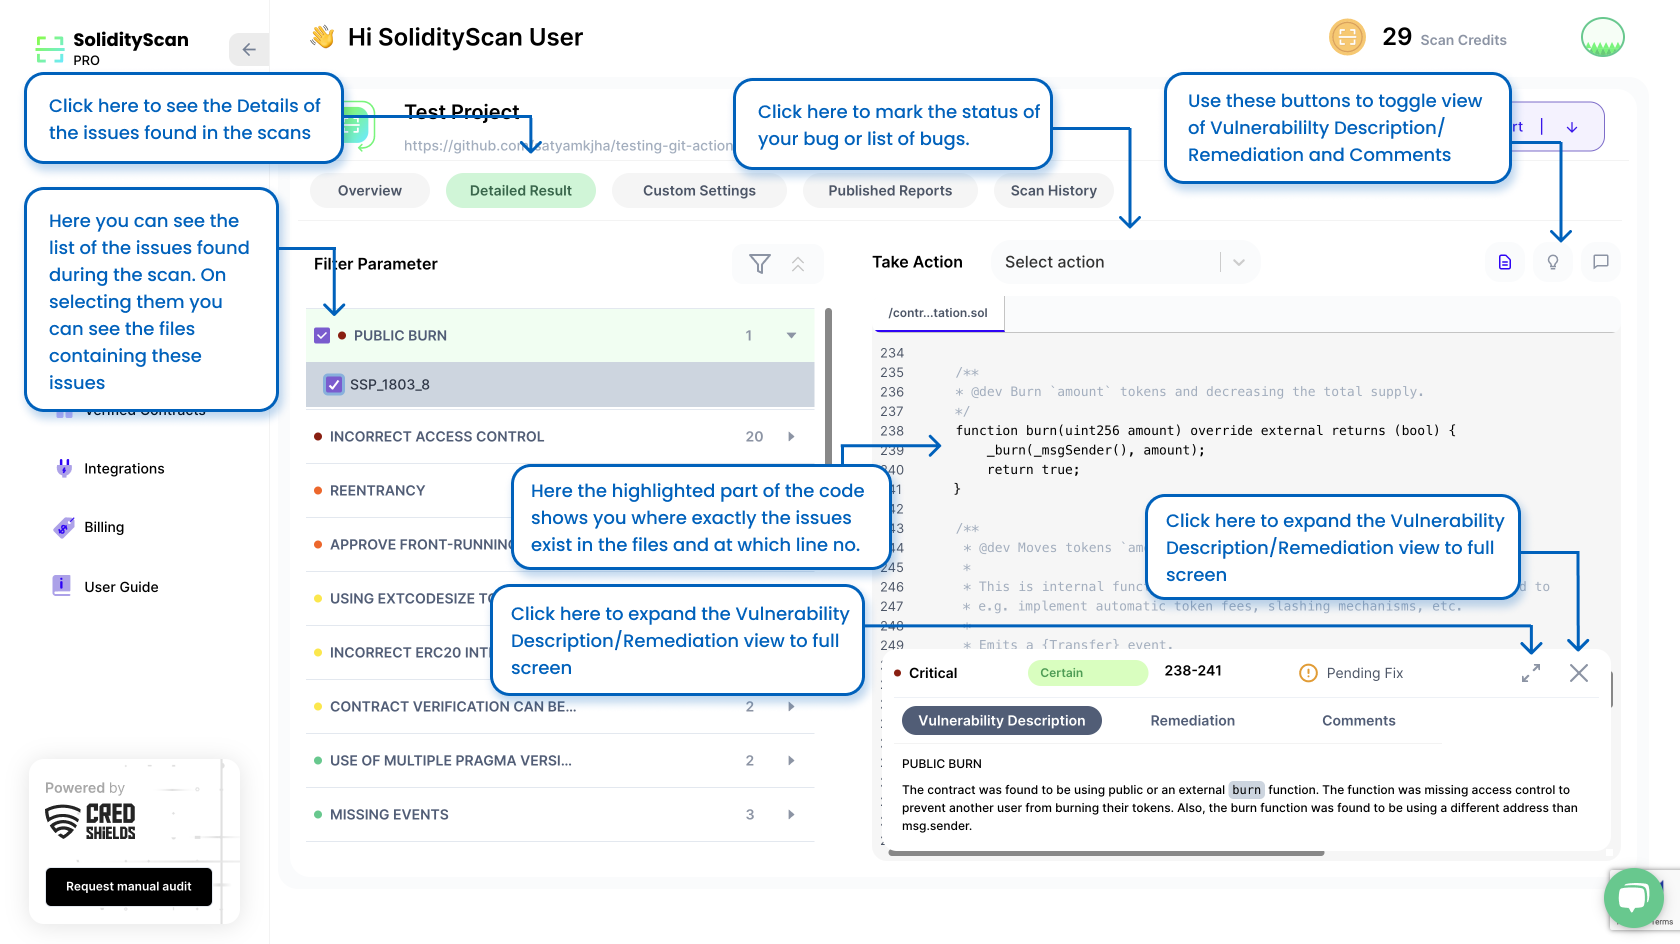 SolidityScan
PRO
Hi SolidityScan User
29 Scan Credits
Click here to see the Details of
the issues found in the scans
Test Project
https://github.com/satyamkjha/testing-git-action
Click here to mark the status of
your bug or list of bugs.
Use these buttons to toggle view
of Vulnerabililty Description/
Remediation and Comments
rt
Overview
Detailed Result
Custom Settings
Published Reports
Scan History
Here you can see the
list of the issues found
during the scan. On
selecting them you
can see the files
containing these
issues
Verified Contracts
Integrations
Billing
User Guide
Filter Parameter
PUBLIC BURN 1
SSP_1803_8
INCORRECT ACCESS CONTROL 20
REENTRANCY
APPROVE FRONT-RUNNING
USING EXTCODESIZE TO
INCORRECT ERC20 INT
CONTRACT VERIFICATION CAN BE... 2
USE OF MULTIPLE PRAGMA VERSI... 2
MISSING EVENTS 3
Here the highlighted part of the code
shows you where exactly the issues
exist in the files and at which line no.
Click here to expand the Vulnerability
Description/Remediation view to full
screen
Take Action
Select action
/contr...tation.sol
234
235 /**
236 * @dev Burn `amount` tokens and decreasing the total supply.
237 */
238 function burn(uint256 amount) override external returns (bool) {
239 _burn(_msgSender(), amount);
240 return true;
41 }
42
43 /**
44 * @dev Moves tokens `am
245 *
246 * This is internal func d to
247 * e.g. implement automatic token fees, slashing mechanisms, etc.
248 *
249 * Emits a {Transfer} event.
Click here to expand the Vulnerability
Description/Remediation view to full
screen
Critical
Certain
238-241
Pending Fix
Vulnerability Description
Remediation
Comments
PUBLIC BURN
The contract was found to be using public or an external burn function. The function was missing access control to
prevent another user from burning their tokens. Also, the burn function was found to be using a different address than
msg.sender.
Powered by
CRED
SHIELDS
Request manual audit
Terms